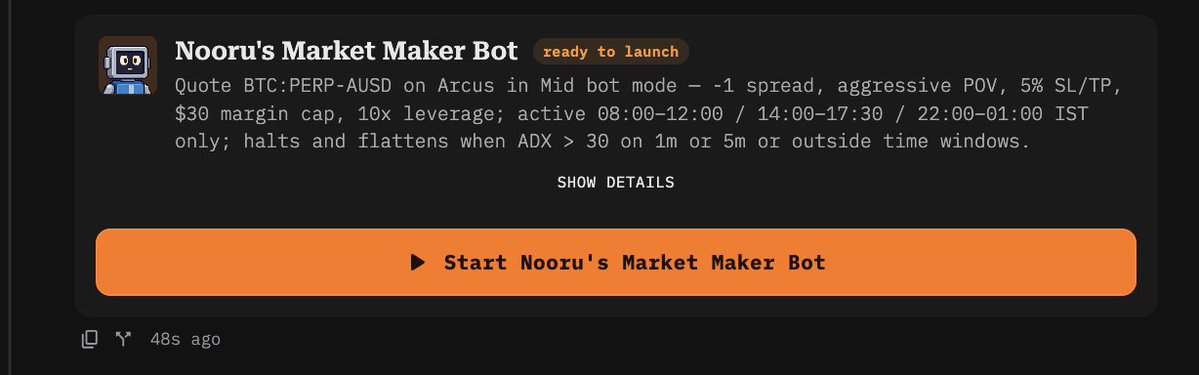 Nooru's Market Maker Bot ready to launch
Quote BTC:PERP-AUSD on Arcus in Mid bot mode — -1 spread, aggressive POV, 5% SL/TP,
$30 margin cap, 10x leverage; active 08:00–12:00 / 14:00–17:30 / 22:00–01:00 IST
only; halts and flattens when ADX > 30 on 1m or 5m or outside time windows.
SHOW DETAILS
Start Nooru's Market Maker Bot
48s ago